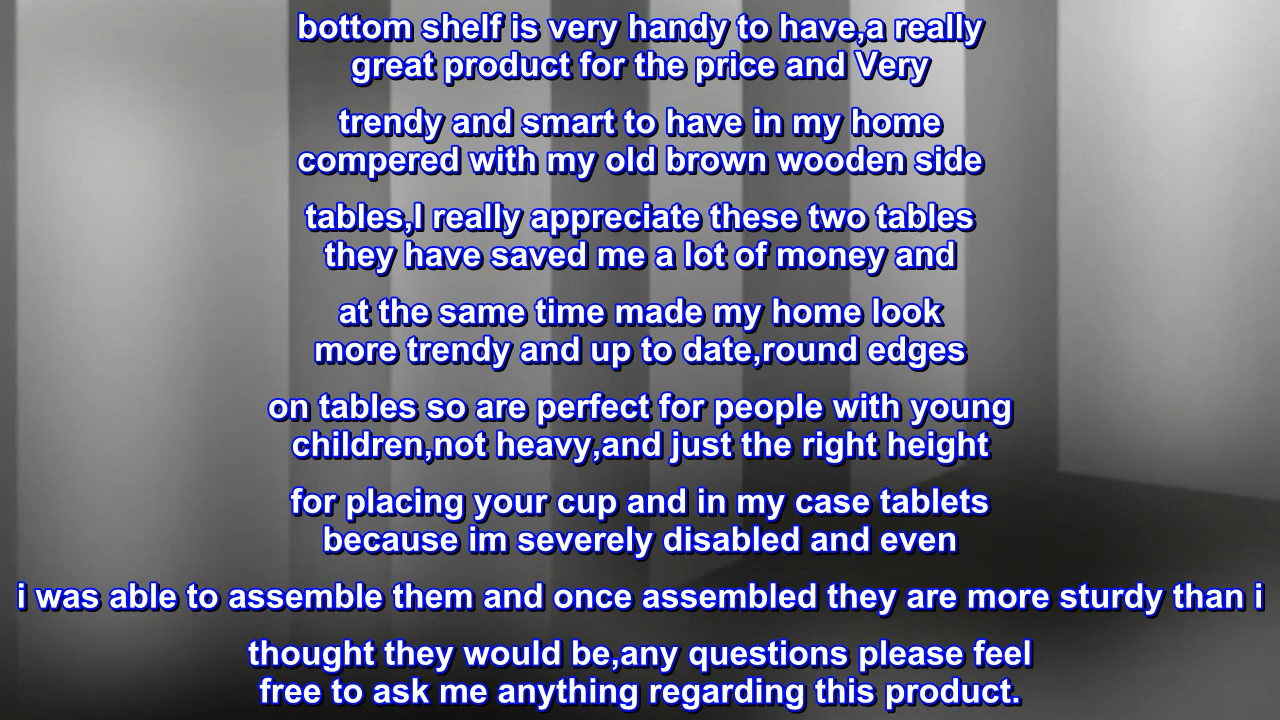 bottom shelf is very handy to have,a really
great product for the price and Very
trendy and smart to have in my home
compered with my old brown wooden side
tables,I really appreciate these two tables
they have saved me a lot of money and
at the same time made my home look
more trendy and up to date,round edges
on tables so are perfect for people with young
children,not heavy,and just the right height
for placing your cup and in my case tablets
because im severely disabled and even
i was able to assemble them and once assembled they are more sturdy than i
thought they would be,any questions please feel
free to ask me anything regarding this product.